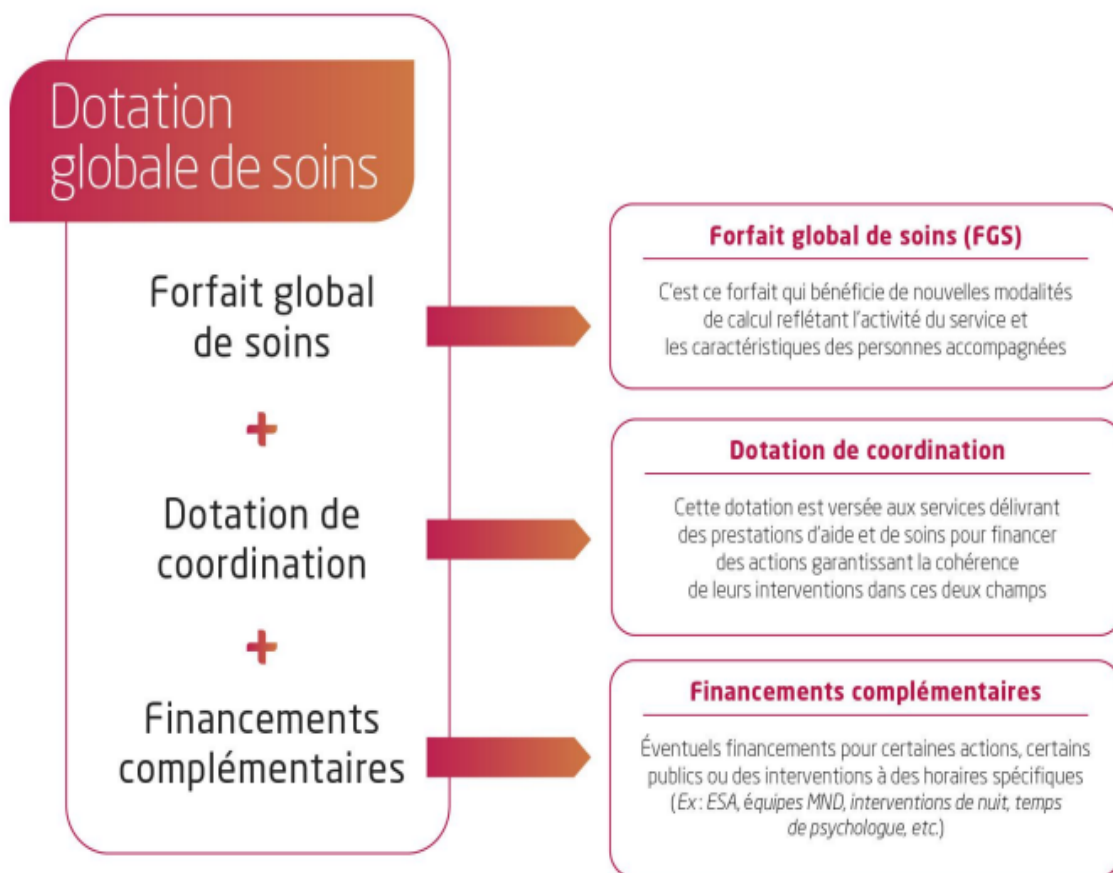 Dotation
globale de soins
Forfait global
de soins
+
Dotation de
coordination
+
Financements
complémentaires
Forfait global de soins (FGS)
C'est ce forfait qui bénéficie de nouvelles modalités
de calcul reflétant l'activité du service et
les caractéristiques des personnes accompagnées
Dotation de coordination
Cette dotation est versée aux services délivrant
des prestations d'aide et de soins pour financer
des actions garantissant la cohérence
de leurs interventions dans ces deux champs
Financements complémentaires
Éventuels financements pour certaines actions, certains
publics ou des interventions à des horaires spécifiques
(Ex : ESA, équipes MND, interventions de nuit, temps
de psychologue, etc.)